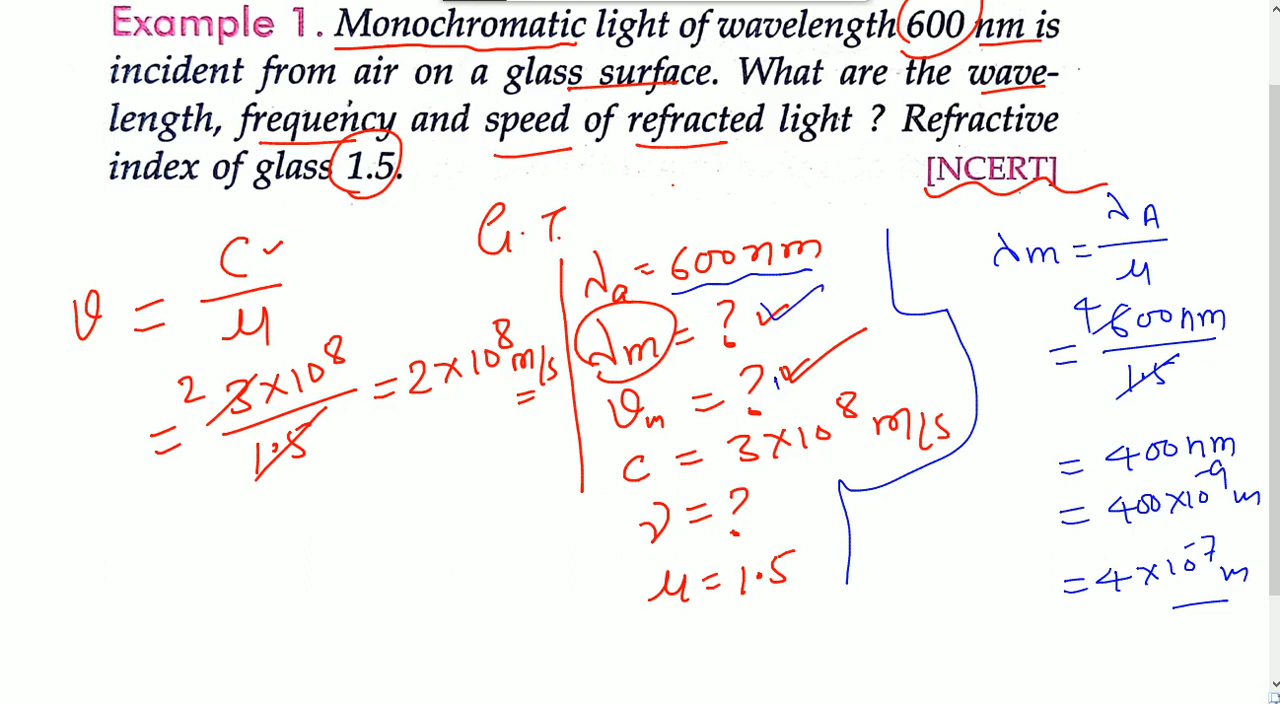 Example 1. Monochromatic light of wavelength 600 nm is
incident from air on a glass surface. What are the wave-
length, frequency and speed of refracted light ? Refractive
index of glass 1.5.
[NCERT]
G.T.
ϑ = C/μ
= 2 3×10⁸/1.5 = 2×10⁸ m/s
λa = 600nm
λm = ?
ϑm = ?
c = 3×10⁸ m/s
ν = ?
μ = 1.5
λm = λA/μ
= 4 600nm/1.5
= 400nm
= 400×10⁻⁹ m
= 4×10⁻⁷ m